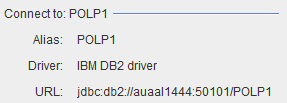 Connect to: POLP1
Alias: POLP1
Driver: IBM DB2 driver
URL: jdbc:db2://auaal1444:50101/POLP1